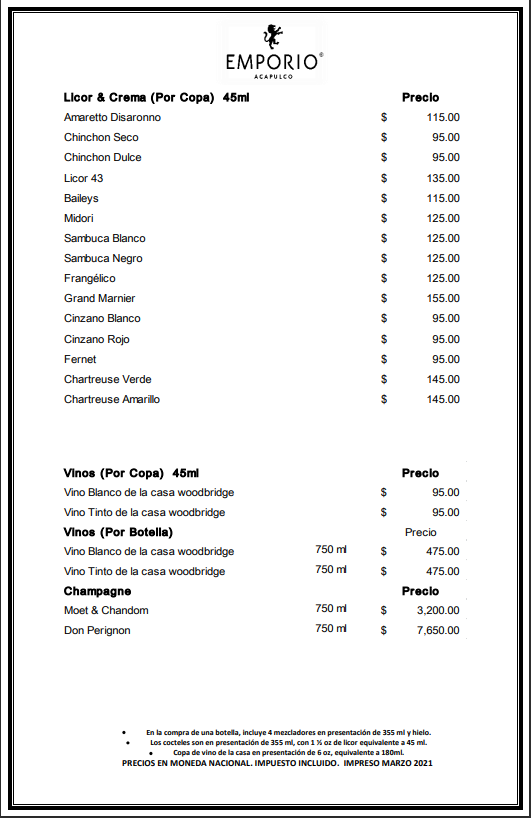 EMPORIO®
ACAPULCO
Licor & Crema (Por Copa) 45ml Precio
Amaretto Disaronno $ 115.00
Chinchon Seco $ 95.00
Chinchon Dulce $ 95.00
Licor 43 $ 135.00
Baileys $ 115.00
Midori $ 125.00
Sambuca Blanco $ 125.00
Sambuca Negro $ 125.00
Frangélico $ 125.00
Grand Marnier $ 155.00
Cinzano Blanco $ 95.00
Cinzano Rojo $ 95.00
Fernet $ 95.00
Chartreuse Verde $ 145.00
Chartreuse Amarillo $ 145.00
Vinos (Por Copa) 45ml Precio
Vino Blanco de la casa woodbridge $ 95.00
Vino Tinto de la casa woodbridge $ 95.00
Vinos (Por Botella) Precio
Vino Blanco de la casa woodbridge 750 ml $ 475.00
Vino Tinto de la casa woodbridge 750 ml $ 475.00
Champagne Precio
Moet & Chandom 750 ml $ 3,200.00
Don Perignon 750 ml $ 7,650.00
• En la compra de una botella, incluye 4 mezcladores en presentación de 355 ml y hielo.
• Los cocteles son en presentación de 355 ml, con 1 ½ oz de licor equivalente a 45 ml.
• Copa de vino de la casa en presentación de 6 oz, equivalente a 180ml.
PRECIOS EN MONEDA NACIONAL. IMPUESTO INCLUIDO. IMPRESO MARZO 2021